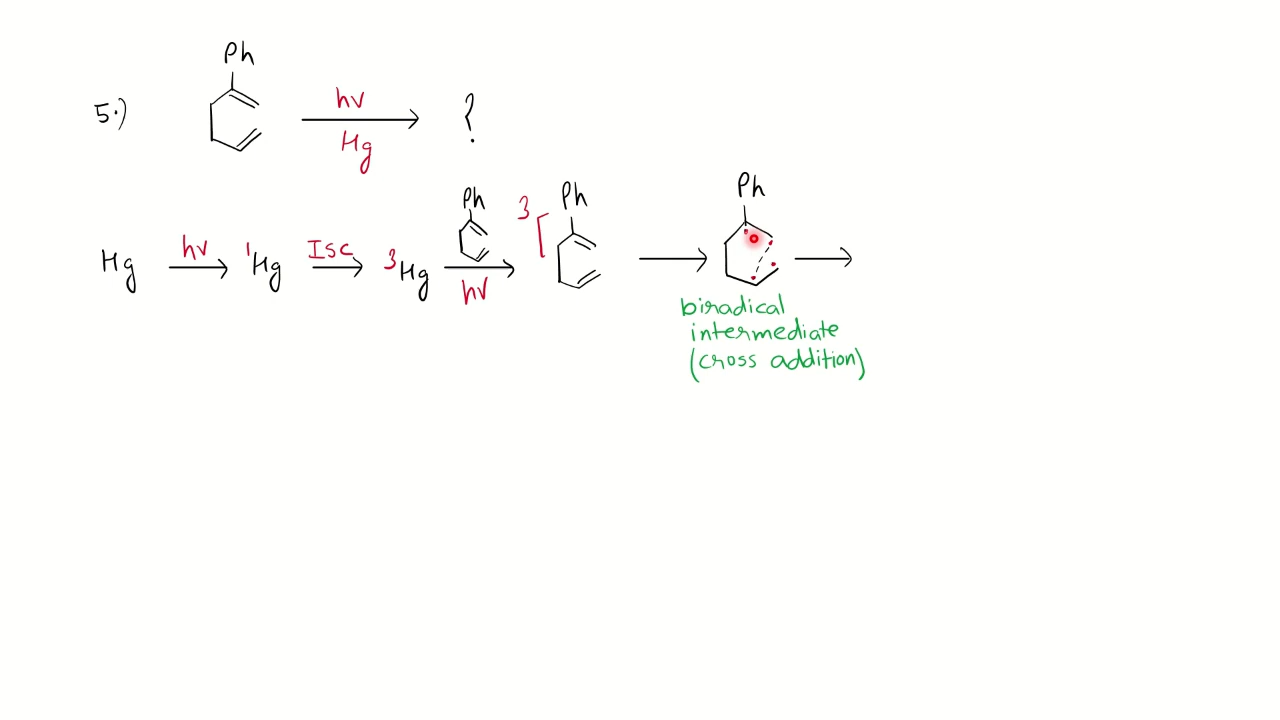 Ph
5.)
hν
Hg
?
Hg
hν
¹Hg
Isc
³Hg
Ph
hν
3
Ph
Ph
biradical
intermediate
(cross addition)